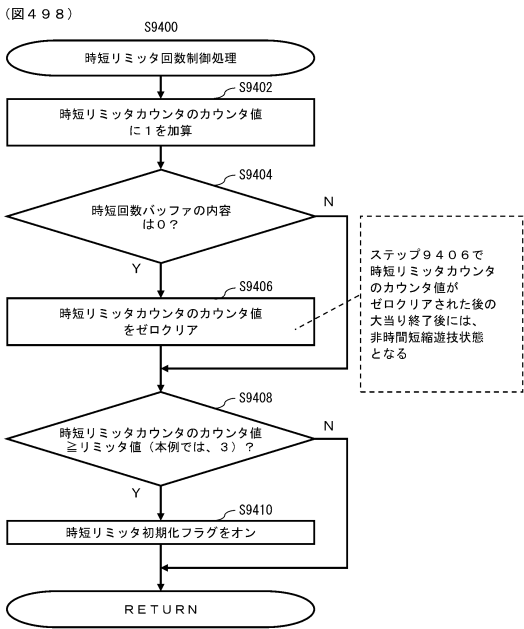 (図498)
S9400
時短リミッタ回数制御処理
S9402
時短リミッタカウンタのカウンタ値
に1を加算
S9404
時短回数バッファの内容
は0?
N
Y
S9406
時短リミッタカウンタのカウンタ値
をゼロクリア
ステップ9406で
時短リミッタカウンタ
のカウンタ値が
ゼロクリアされた後の
大当り終了後には、
非時間短縮遊技状態
となる
S9408
時短リミッタカウンタのカウンタ値
≧リミッタ値(本例では、3)?
N
Y
S9410
時短リミッタ初期化フラグをオン
RETURN